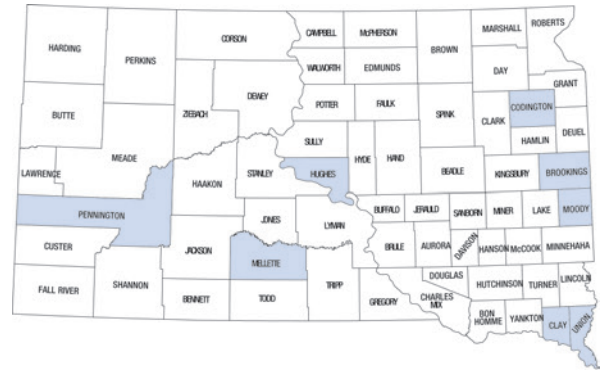 HARDING
PERKINS
CORSON
CAMPBELL
McPHERSON
BROWN
MARSHALL
ROBERTS
WALWORTH
EDMUNDS
DAY
BUTTE
ZIEBACH
DEWEY
POTTER
FAULK
SPINK
CLARK
CODINGTON
GRANT
HAMLIN
DEUEL
LAWRENCE
MEADE
HAAKON
STANLEY
SULLY
HUGHES
HYDE
HAND
BEADLE
KINGSBURY
BROOKINGS
PENNINGTON
JONES
LYMAN
BUFFALO
JERAULD
SANBORN
MINER
LAKE
MOODY
CUSTER
JACKSON
MELLETTE
BRULE
AURORA
DAVISON
HANSON
McCOOK
MINNEHAHA
FALL RIVER
SHANNON
BENNETT
TODD
TRIPP
GREGORY
CHARLES
MIX
DOUGLAS
HUTCHINSON
TURNER
LINCOLN
BON
HOMME
YANKTON
CLAY
UNION